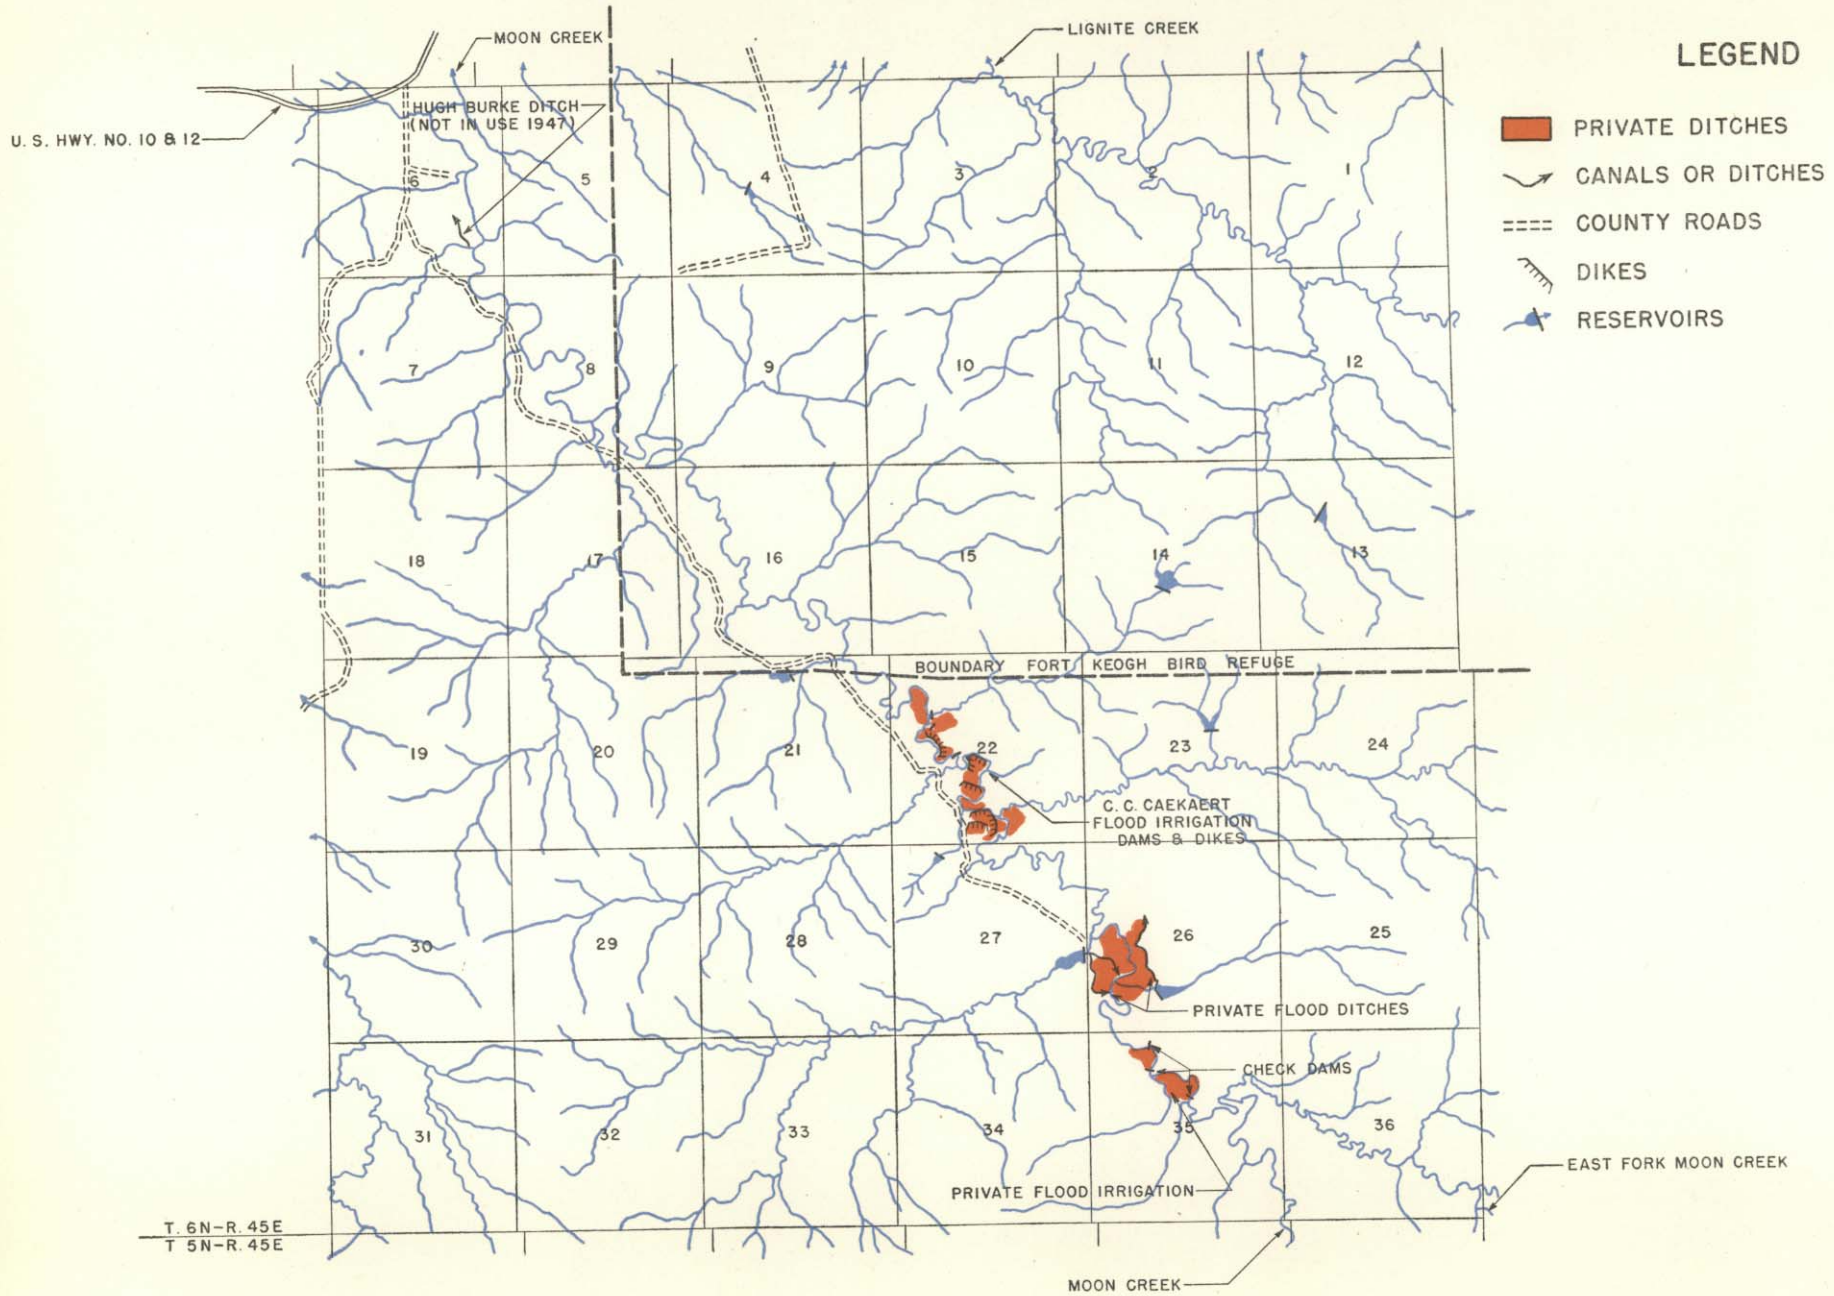 MOON CREEK
LIGNITE CREEK
LEGEND
PRIVATE DITCHES
CANALS OR DITCHES
COUNTY ROADS
DIKES
RESERVOIRS
HUGH BURKE DITCH
(NOT IN USE 1947)
U. S. HWY. NO. 10 & 12
6
5
4
3
2
1
7
8
9
10
11
12
18
17
16
15
14
13
BOUNDARY FORT KEOGH BIRD REFUGE
19
20
21
22
23
24
C. C. CAEKAERT
FLOOD IRRIGATION
DAMS & DIKES
30
29
28
27
26
25
PRIVATE FLOOD DITCHES
CHECK DAMS
31
32
33
34
35
36
EAST FORK MOON CREEK
PRIVATE FLOOD IRRIGATION
T. 6N-R. 45E
T 5N-R. 45E
MOON CREEK